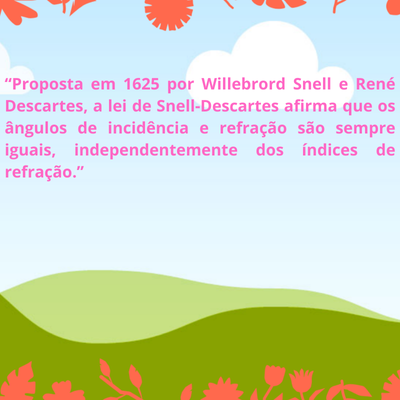 “Proposta em 1625 por Willebrord Snell e René
Descartes, a lei de Snell-Descartes afirma que os
ângulos de incidência e refração são sempre
iguais, independentemente dos índices de
refração.”